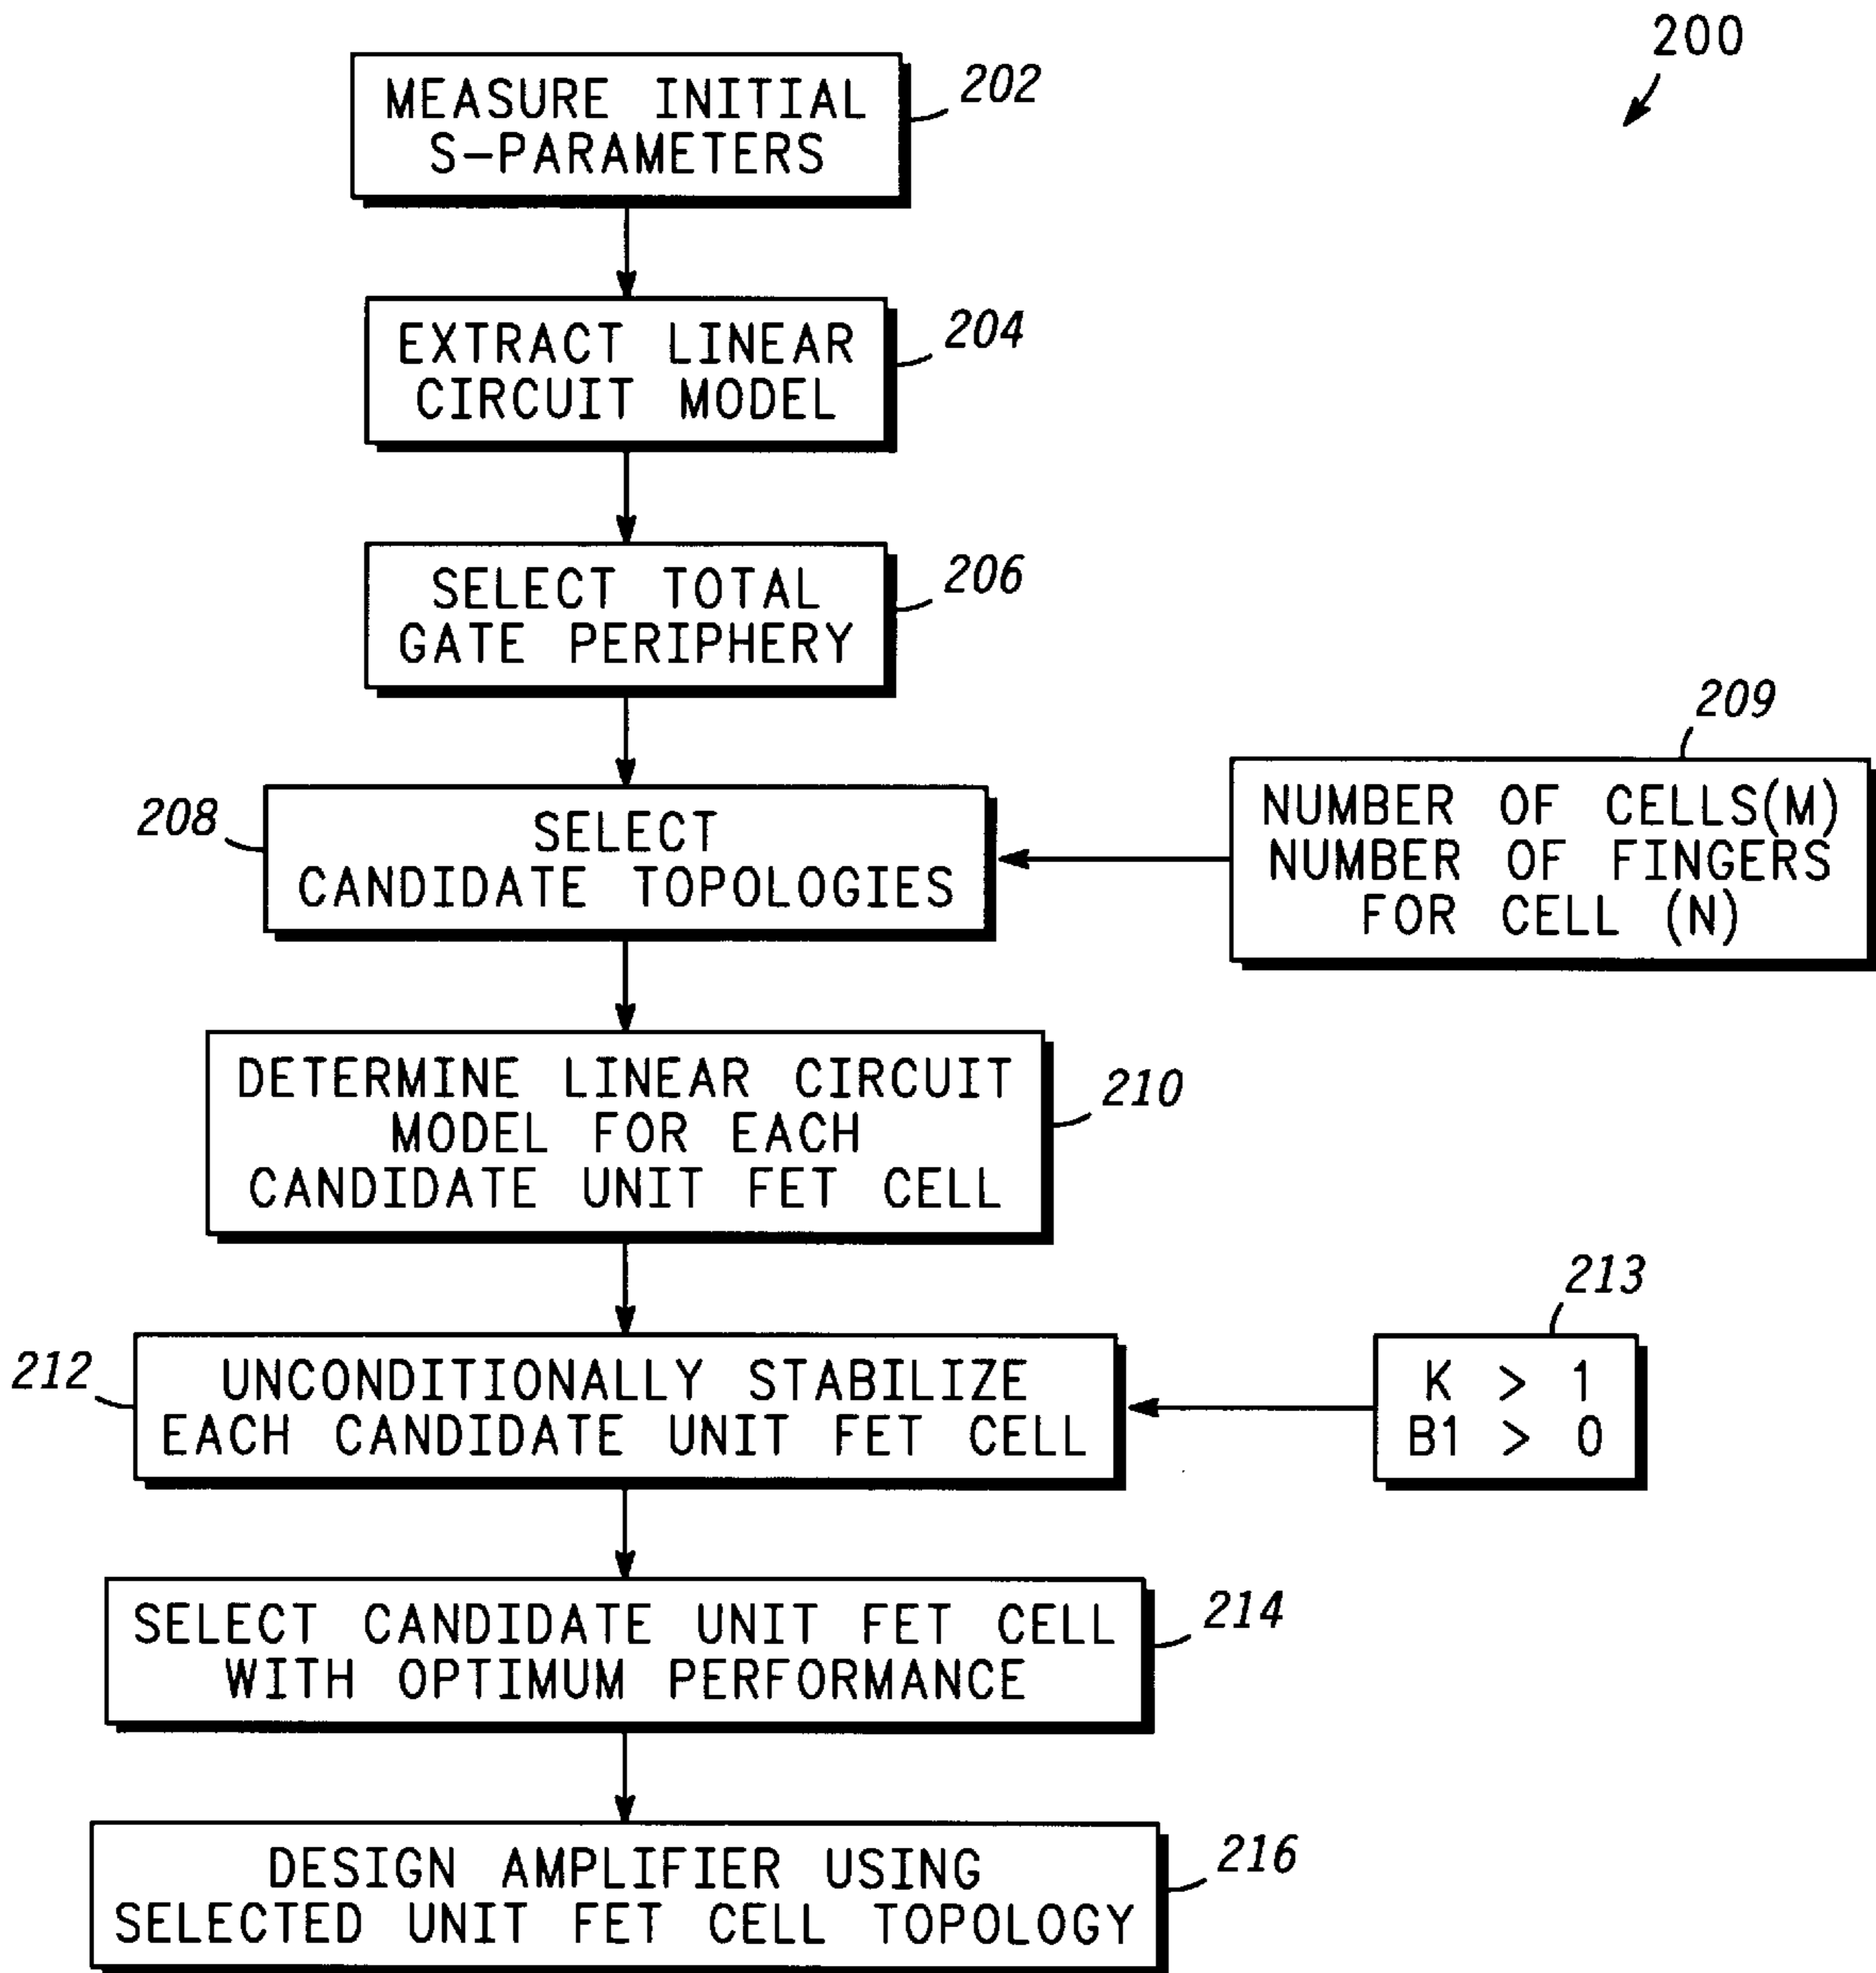 200
MEASURE INITIAL
S-PARAMETERS
202
EXTRACT LINEAR
CIRCUIT MODEL
204
SELECT TOTAL
GATE PERIPHERY
206
209
NUMBER OF CELLS(M)
NUMBER OF FINGERS
FOR CELL (N)
208
SELECT
CANDIDATE TOPOLOGIES
DETERMINE LINEAR CIRCUIT
MODEL FOR EACH
CANDIDATE UNIT FET CELL
210
213
K > 1
B1 > 0
212
UNCONDITIONALLY STABILIZE
EACH CANDIDATE UNIT FET CELL
SELECT CANDIDATE UNIT FET CELL
WITH OPTIMUM PERFORMANCE
214
DESIGN AMPLIFIER USING
SELECTED UNIT FET CELL TOPOLOGY
216